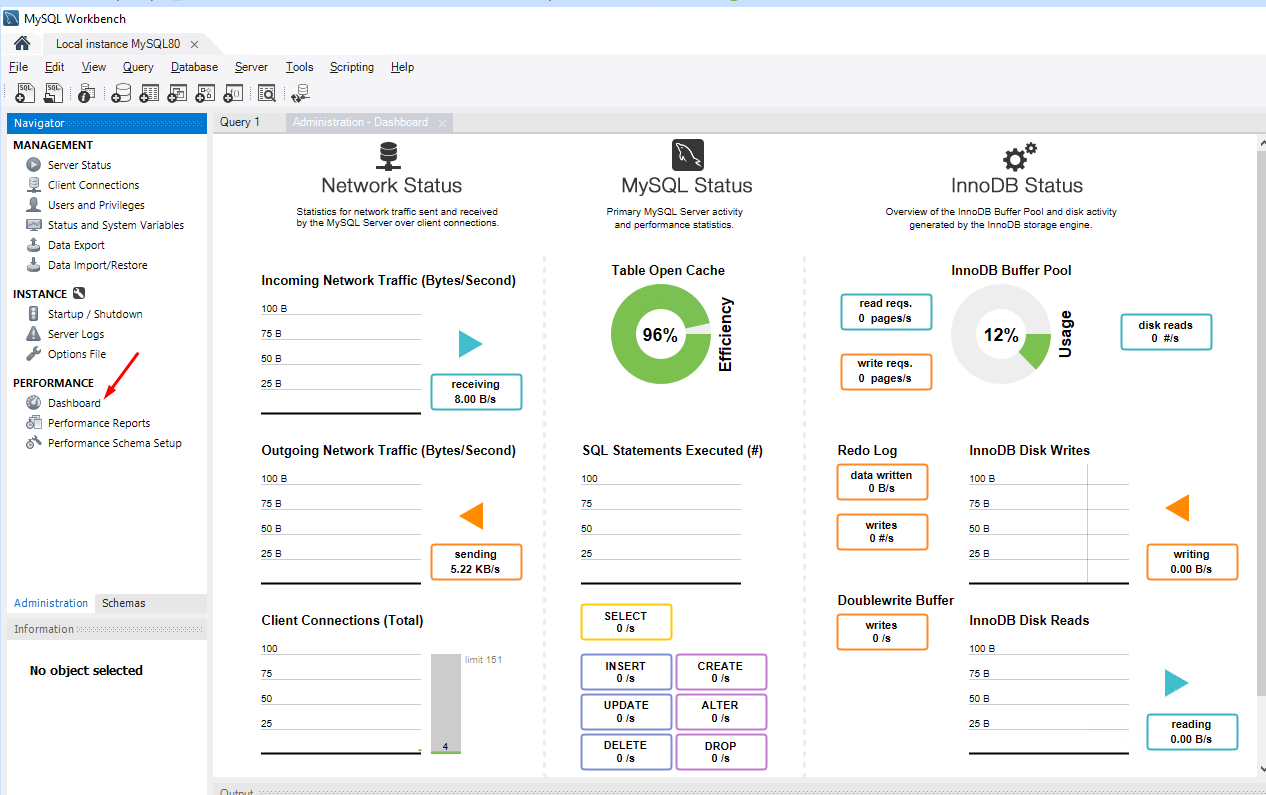 MySQL Workbench
Local instance MySQL80
File Edit View Query Database Server Tools Scripting Help
Navigator
MANAGEMENT
Server Status
Client Connections
Users and Privileges
Status and System Variables
Data Export
Data Import/Restore
INSTANCE
Startup / Shutdown
Server Logs
Options File
PERFORMANCE
Dashboard
Performance Reports
Performance Schema Setup
Administration Schemas
Information
No object selected
Query 1 Administration - Dashboard
Network Status
Statistics for network traffic sent and received
by the MySQL Server over client connections.
Incoming Network Traffic (Bytes/Second)
100 B
75 B
50 B
25 B
receiving
8.00 B/s
Outgoing Network Traffic (Bytes/Second)
100 B
75 B
50 B
25 B
sending
5.22 KB/s
Client Connections (Total)
100
75
50
25
limit 151
4
MySQL Status
Primary MySQL Server activity
and performance statistics.
Table Open Cache
96%
Efficiency
SQL Statements Executed (#)
100
75
50
25
SELECT
0 /s
INSERT
0 /s
CREATE
0 /s
UPDATE
0 /s
ALTER
0 /s
DELETE
0 /s
DROP
0 /s
InnoDB Status
Overview of the InnoDB Buffer Pool and disk activity
generated by the InnoDB storage engine.
InnoDB Buffer Pool
read reqs.
0 pages/s
write reqs.
0 pages/s
12%
Usage
disk reads
0 #/s
Redo Log
data written
0 B/s
writes
0 #/s
Doublewrite Buffer
writes
0 /s
InnoDB Disk Writes
100 B
75 B
50 B
25 B
writing
0.00 B/s
InnoDB Disk Reads
100 B
75 B
50 B
25 B
reading
0.00 B/s
Output